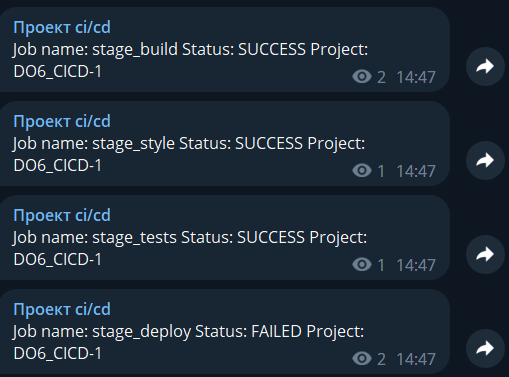 Проект ci/cd
Job name: stage_build Status: SUCCESS Project:
DO6_CICD-1
2 14:47
Проект ci/cd
Job name: stage_style Status: SUCCESS Project:
DO6_CICD-1
1 14:47
Проект ci/cd
Job name: stage_tests Status: SUCCESS Project:
DO6_CICD-1
1 14:47
Проект ci/cd
Job name: stage_deploy Status: FAILED Project:
DO6_CICD-1
2 14:47